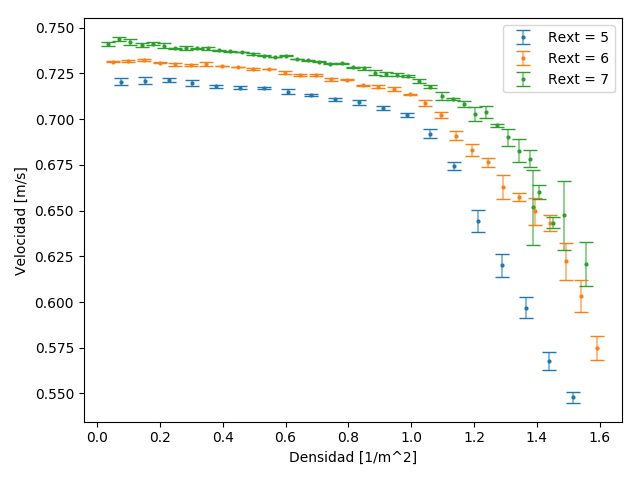 0.750
0.725
0.700
0.675
0.650
0.625
0.600
0.575
0.550
Velocidad [m/s]
Rext = 5
Rext = 6
Rext = 7
0.0 0.2 0.4 0.6 0.8 1.0 1.2 1.4 1.6
Densidad [1/m^2]